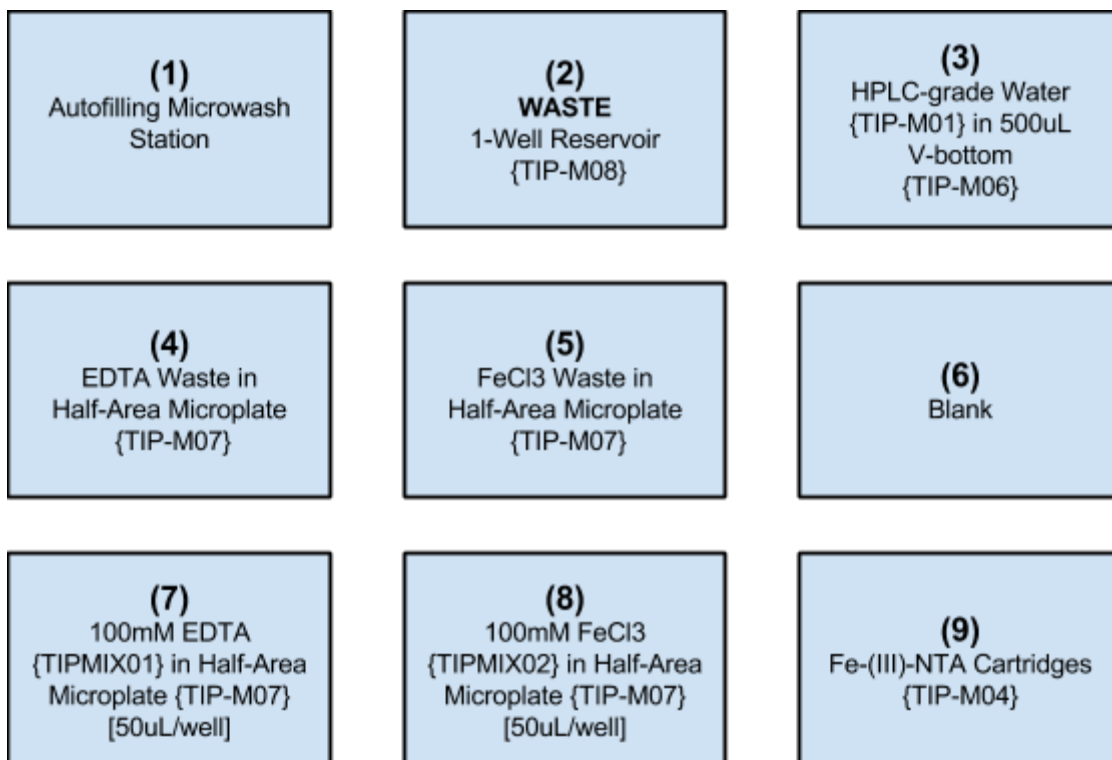 (1)
Autofilling Microwash
Station
(2)
WASTE
1-Well Reservoir
{TIP-M08}
(3)
HPLC-grade Water
{TIP-M01} in 500uL
V-bottom
{TIP-M06}
(4)
EDTA Waste in
Half-Area Microplate
{TIP-M07}
(5)
FeCl3 Waste in
Half-Area Microplate
{TIP-M07}
(6)
Blank
(7)
100mM EDTA
{TIPMIX01} in Half-Area
Microplate {TIP-M07}
[50uL/well]
(8)
100mM FeCl3
{TIPMIX02} in Half-Area
Microplate {TIP-M07}
[50uL/well]
(9)
Fe-(III)-NTA Cartridges
{TIP-M04}